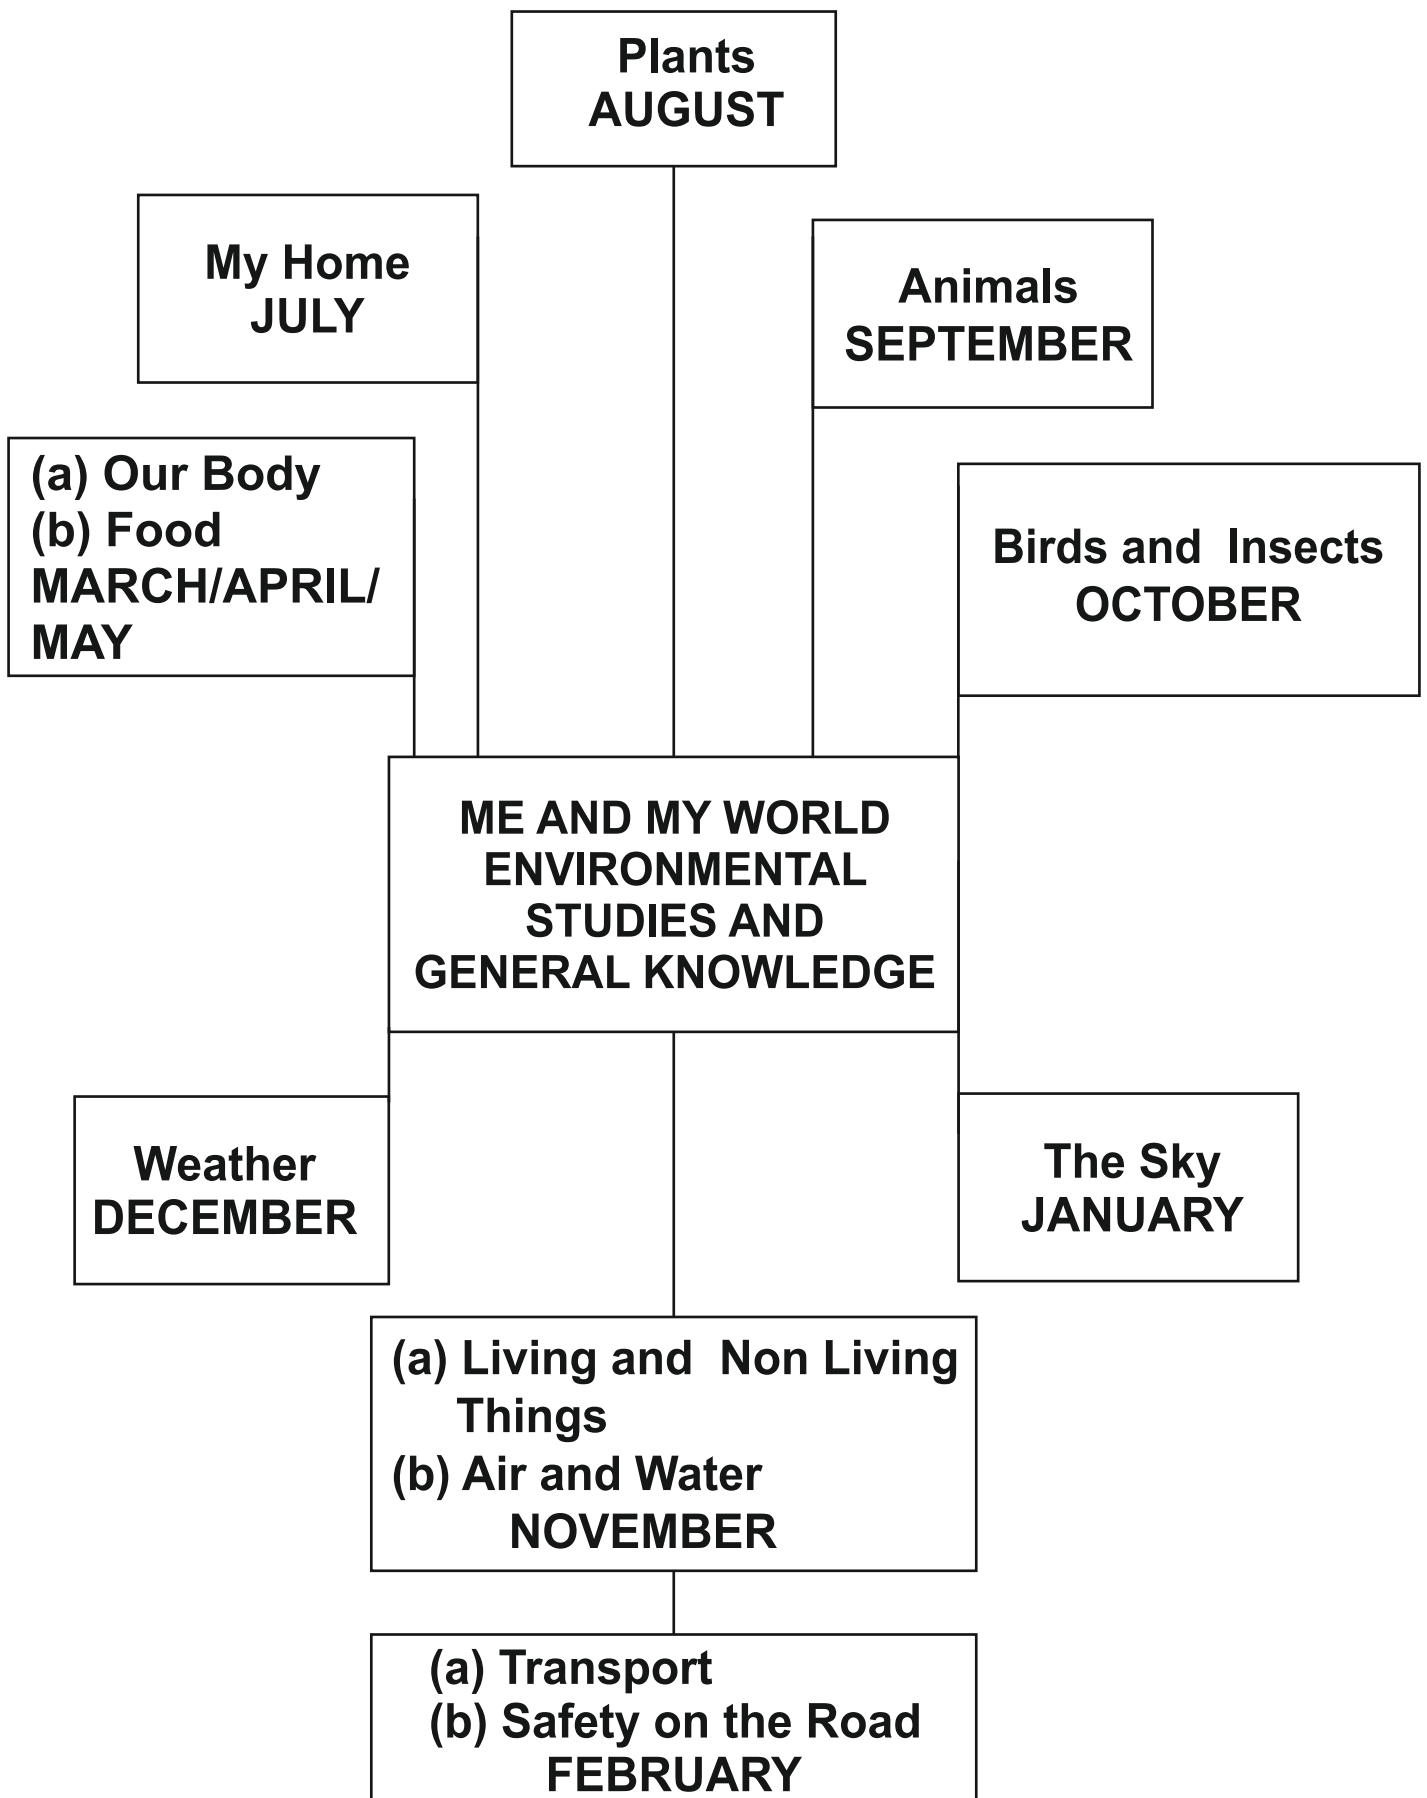 Plants
AUGUST
My Home
JULY
Animals
SEPTEMBER
(a) Our Body
(b) Food
MARCH/APRIL/
MAY
Birds and  Insects
OCTOBER
ME AND MY WORLD
ENVIRONMENTAL
STUDIES AND
GENERAL KNOWLEDGE
Weather
DECEMBER
The Sky
JANUARY
(a) Living and  Non Living
Things
(b) Air and Water
NOVEMBER
(a) Transport
(b) Safety on the Road
FEBRUARY